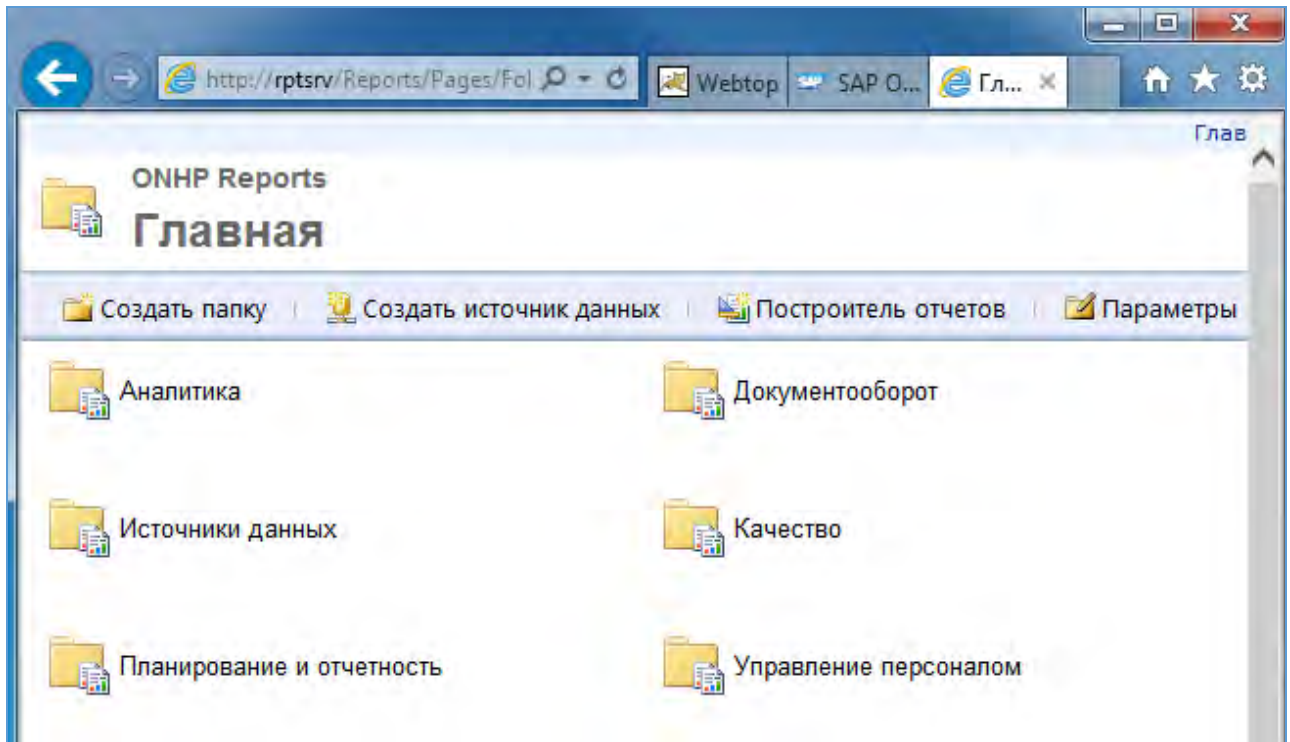 http://rptsrv/Reports/Pages/Fol Webtop SAP O... Гл...
Глав
ONHP Reports
Главная
Создать папку Создать источник данных Построитель отчетов Параметры
Аналитика Документооборот
Источники данных Качество
Планирование и отчетность Управление персоналом